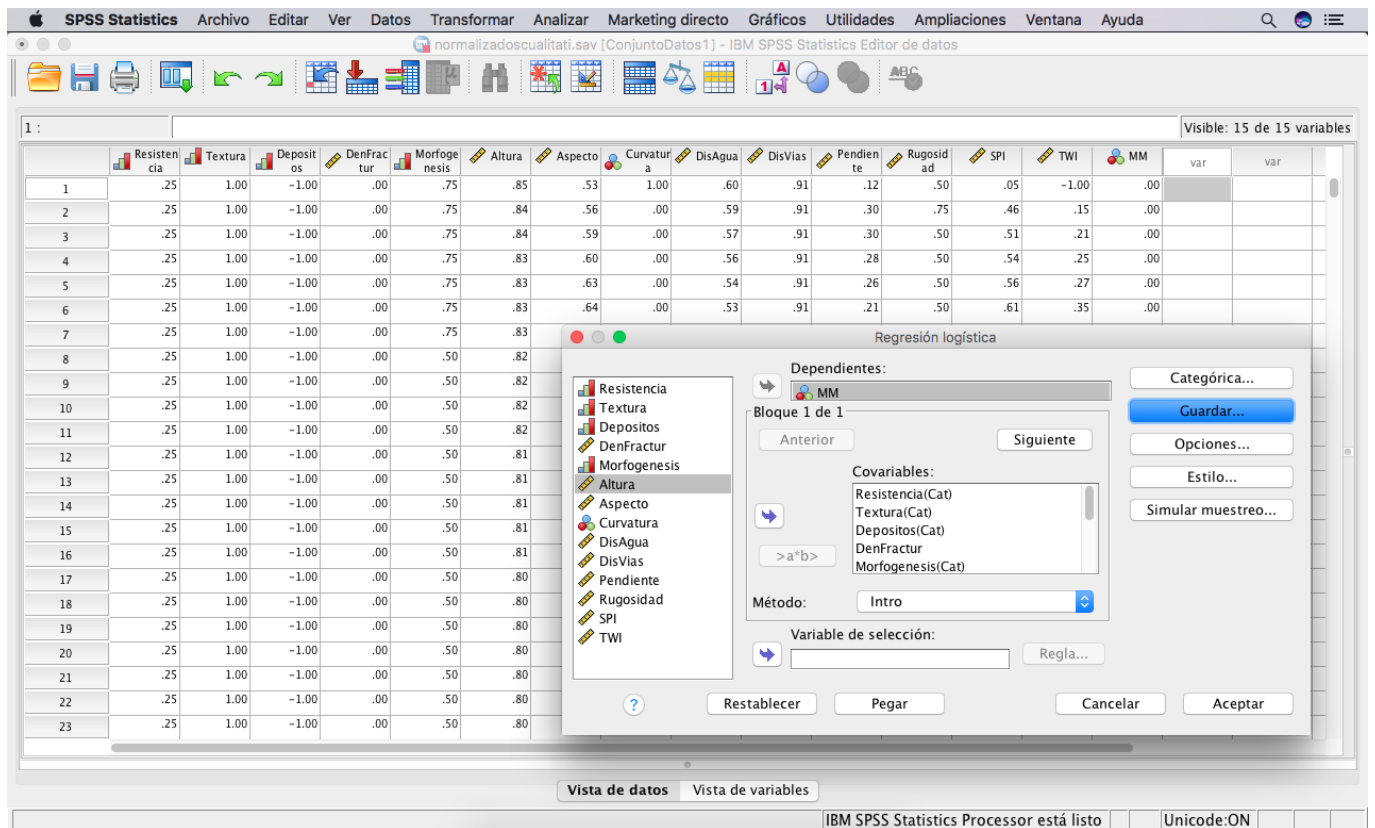 SPSS Statistics Archivo Editar Ver Datos Transformar Analizar Marketing directo Gráficos Utilidades Ampliaciones Ventana Ayuda
normalizadoscualitati.sav [ConjuntoDatos1] - IBM SPSS Statistics Editor de datos
1 : Visible: 15 de 15 variables
Resistencia Textura Depositos DenFractur Morfogenesis Altura Aspecto Curvatura DisAgua DisVias Pendiente Rugosidad SPI TWI MM var var
1 .25 1.00 -1.00 .00 .75 .85 .53 1.00 .60 .91 .12 .50 .05 -1.00 .00
2 .25 1.00 -1.00 .00 .75 .84 .56 .00 .59 .91 .30 .75 .46 .15 .00
3 .25 1.00 -1.00 .00 .75 .84 .59 .00 .57 .91 .30 .50 .51 .21 .00
4 .25 1.00 -1.00 .00 .75 .83 .60 .00 .56 .91 .28 .50 .54 .25 .00
5 .25 1.00 -1.00 .00 .75 .83 .63 .00 .54 .91 .26 .50 .56 .27 .00
6 .25 1.00 -1.00 .00 .75 .83 .64 .00 .53 .91 .21 .50 .61 .35 .00
7 .25 1.00 -1.00 .00 .75 .83
8 .25 1.00 -1.00 .00 .50 .82
9 .25 1.00 -1.00 .00 .50 .82
10 .25 1.00 -1.00 .00 .50 .82
11 .25 1.00 -1.00 .00 .50 .82
12 .25 1.00 -1.00 .00 .50 .81
13 .25 1.00 -1.00 .00 .50 .81
14 .25 1.00 -1.00 .00 .50 .81
15 .25 1.00 -1.00 .00 .50 .81
16 .25 1.00 -1.00 .00 .50 .81
17 .25 1.00 -1.00 .00 .50 .80
18 .25 1.00 -1.00 .00 .50 .80
19 .25 1.00 -1.00 .00 .50 .80
20 .25 1.00 -1.00 .00 .50 .80
21 .25 1.00 -1.00 .00 .50 .80
22 .25 1.00 -1.00 .00 .50 .80
23 .25 1.00 -1.00 .00 .50 .80
Regresión logística
Resistencia
Textura
Depositos
DenFractur
Morfogenesis
Altura
Aspecto
Curvatura
DisAgua
DisVias
Pendiente
Rugosidad
SPI
TWI
Dependientes:
MM
Bloque 1 de 1
Anterior Siguiente
Covariables:
Resistencia(Cat)
Textura(Cat)
Depositos(Cat)
DenFractur
Morfogenesis(Cat)
>a*b>
Método: Intro
Variable de selección:
Regla...
Categórica...
Guardar...
Opciones...
Estilo...
Simular muestreo...
? Restablecer Pegar Cancelar Aceptar
Vista de datos Vista de variables
IBM SPSS Statistics Processor está listo Unicode:ON